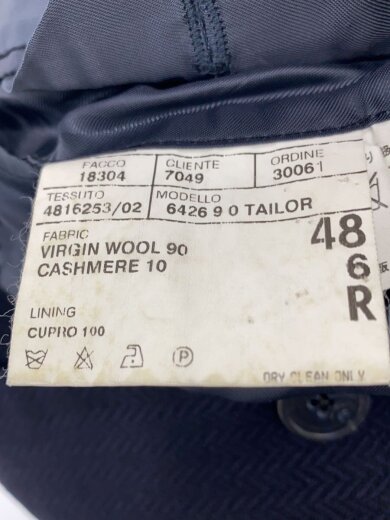 FACCO CLIENTE ORDINE
18304 7049 30061
TESSUTO MODELLO
4816253/02 6426 9 0 TAILOR
FABRIC
VIRGIN WOOL 90
CASHMERE 10
48
6
R
LINING
CUPRO 100
P
DRY CLEAN ONLY